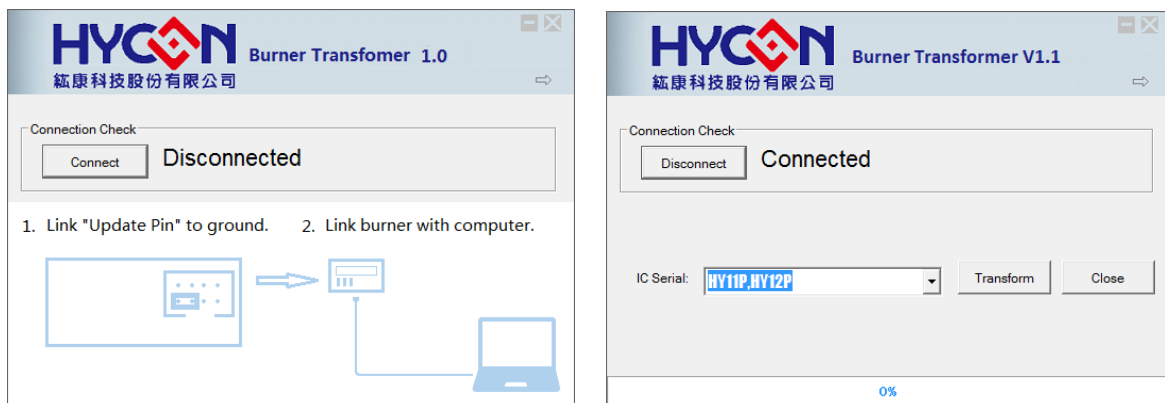 HYCON
Burner Transfomer 1.0
紘康科技股份有限公司
Connection Check
Connect
Disconnected
1. Link "Update Pin" to ground.
2. Link burner with computer.
HYCON
Burner Transformer V1.1
紘康科技股份有限公司
Connection Check
Disconnect
Connected
IC Serial:
HY11P,HY12P
Transform
Close
0%